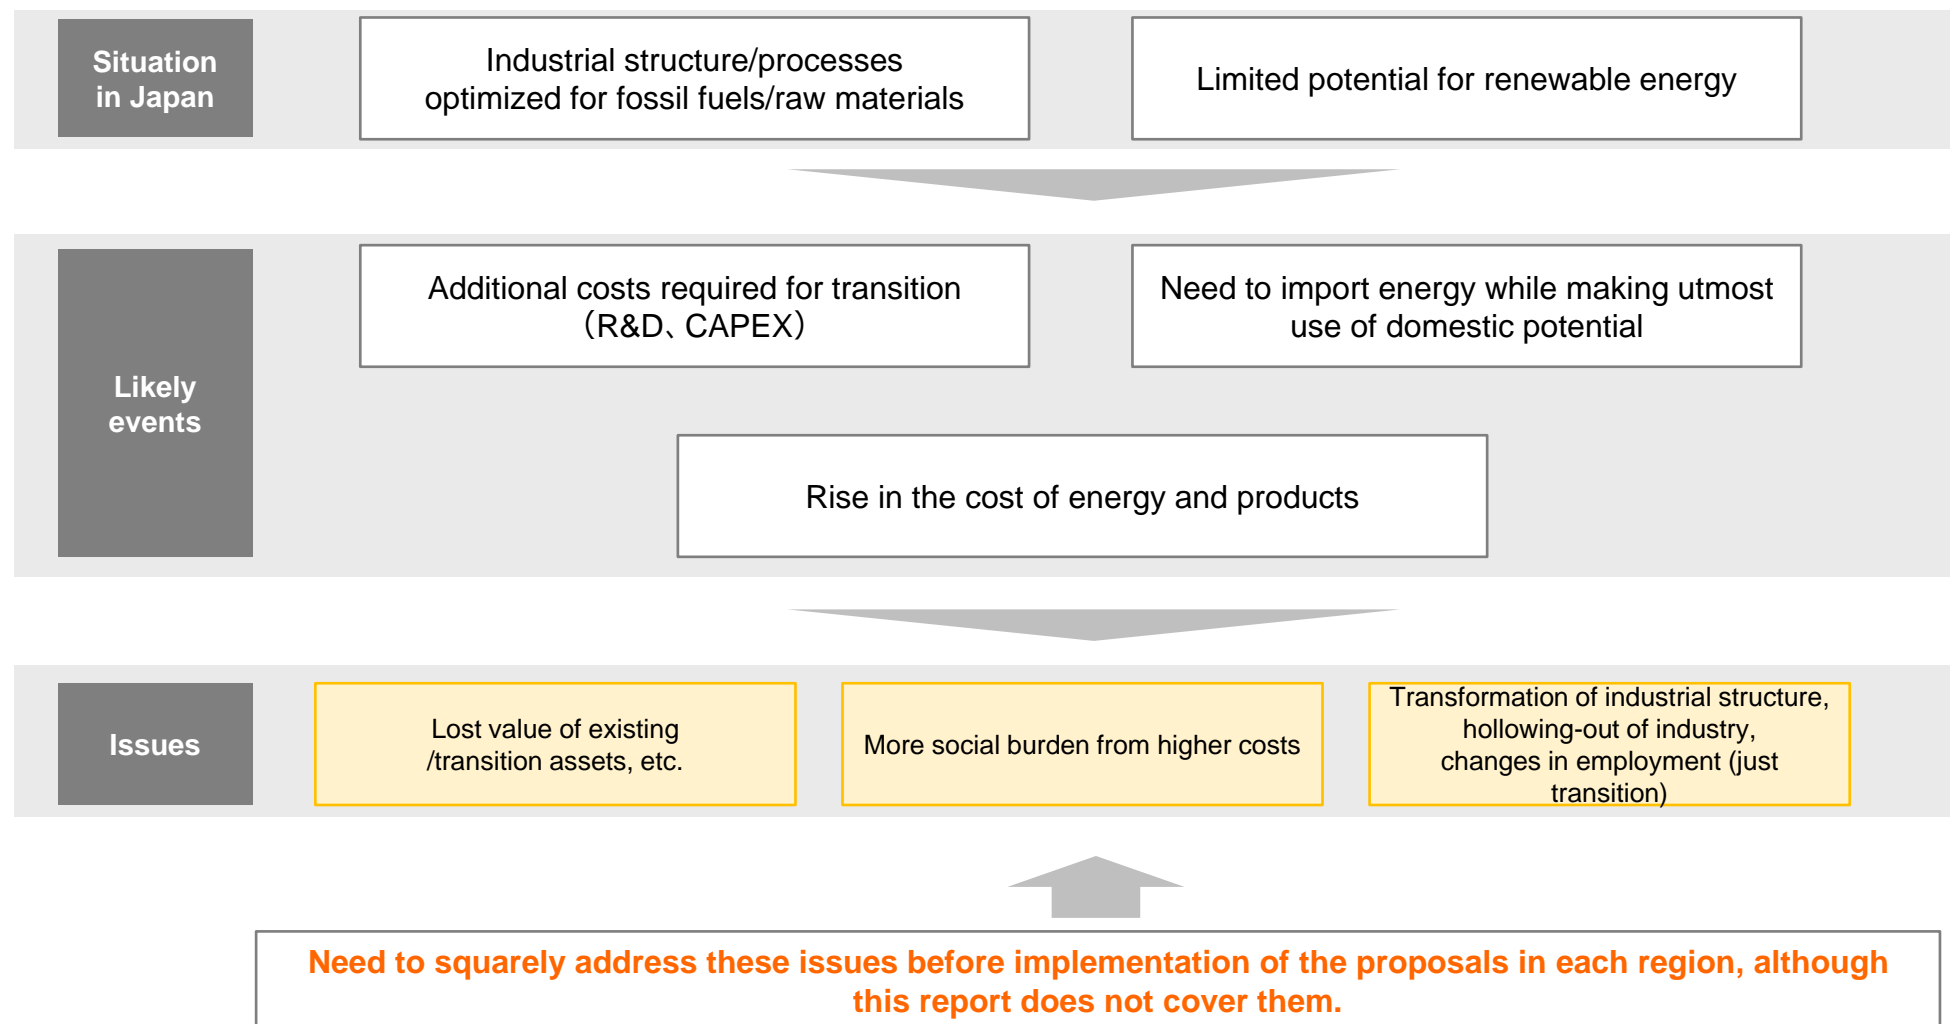 Situation
in Japan
Industrial structure/processes
optimized for fossil fuels/raw materials
Limited potential for renewable energy
Likely
events
Additional costs required for transition
（R&D、CAPEX）
Need to import energy while making utmost
use of domestic potential
Rise in the cost of energy and products
Issues
Lost value of existing
/transition assets, etc.
More social burden from higher costs
Transformation of industrial structure,
hollowing-out of industry,
changes in employment (just
transition)
Need to squarely address these issues before implementation of the proposals in each region, although
this report does not cover them.